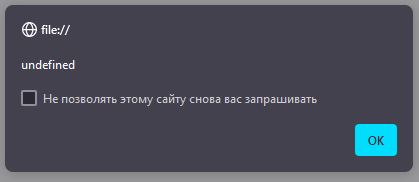 file://
undefined
Не позволять этому сайту снова вас запрашивать
OK